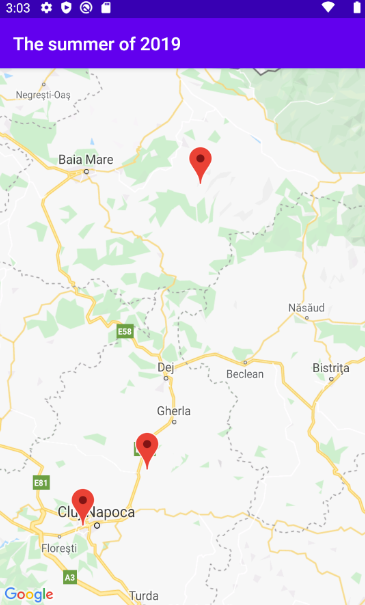 3:03
The summer of 2019
Negrești-Oaș
Baia Mare
Năsăud
E58
Dej
Bistrița
Beclean
Gherla
E81
Cluj-Napoca
Florești
A3
Turda
Google